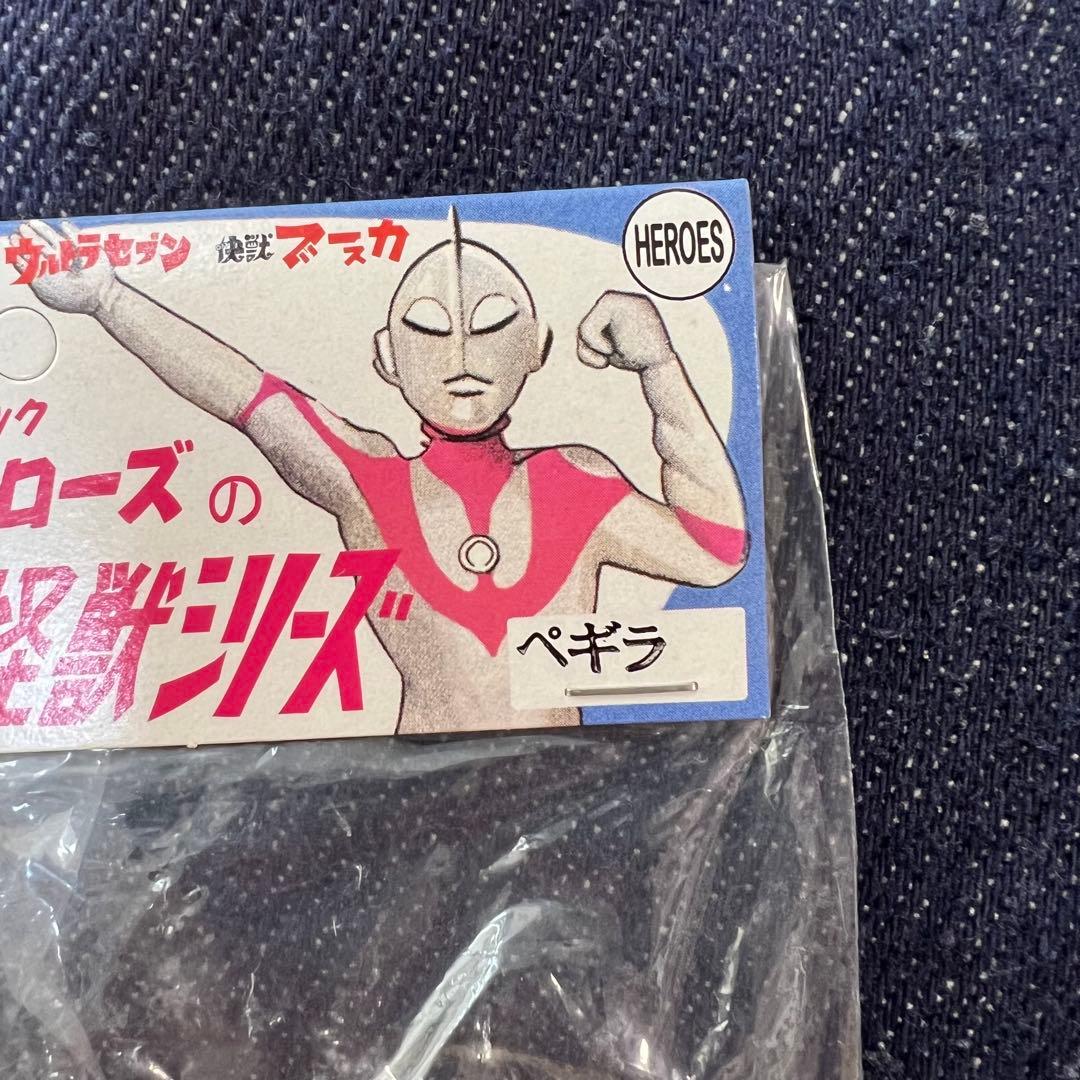 ウルトラセブン 快獣ブースカ
HEROES
ック
ローズの
怪獣シリーズ
ペギラ